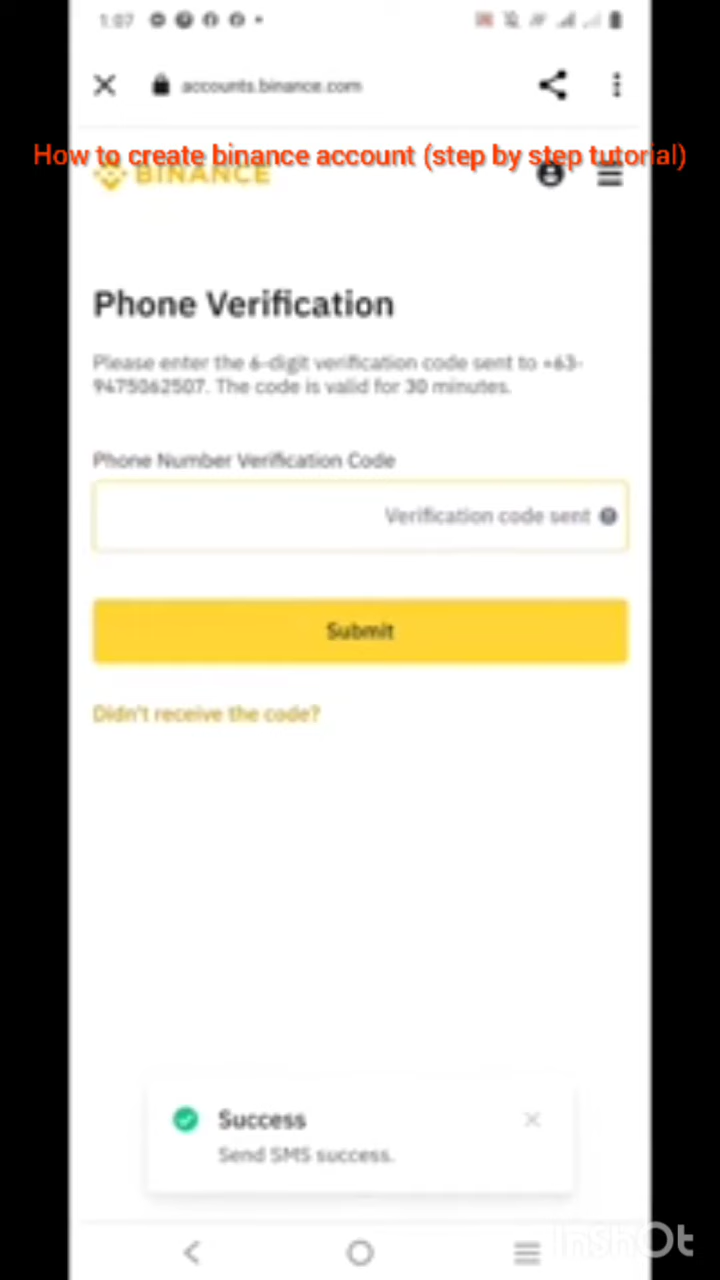 1:07
accounts.binance.com
How to create binance account (step by step tutorial)
BINANCE
Phone Verification
Please enter the 6-digit verification code sent to +63-
9475062507. The code is valid for 30 minutes.
Phone Number Verification Code
Verification code sent
Submit
Didn't receive the code?
Success
Send SMS success.
InShOt